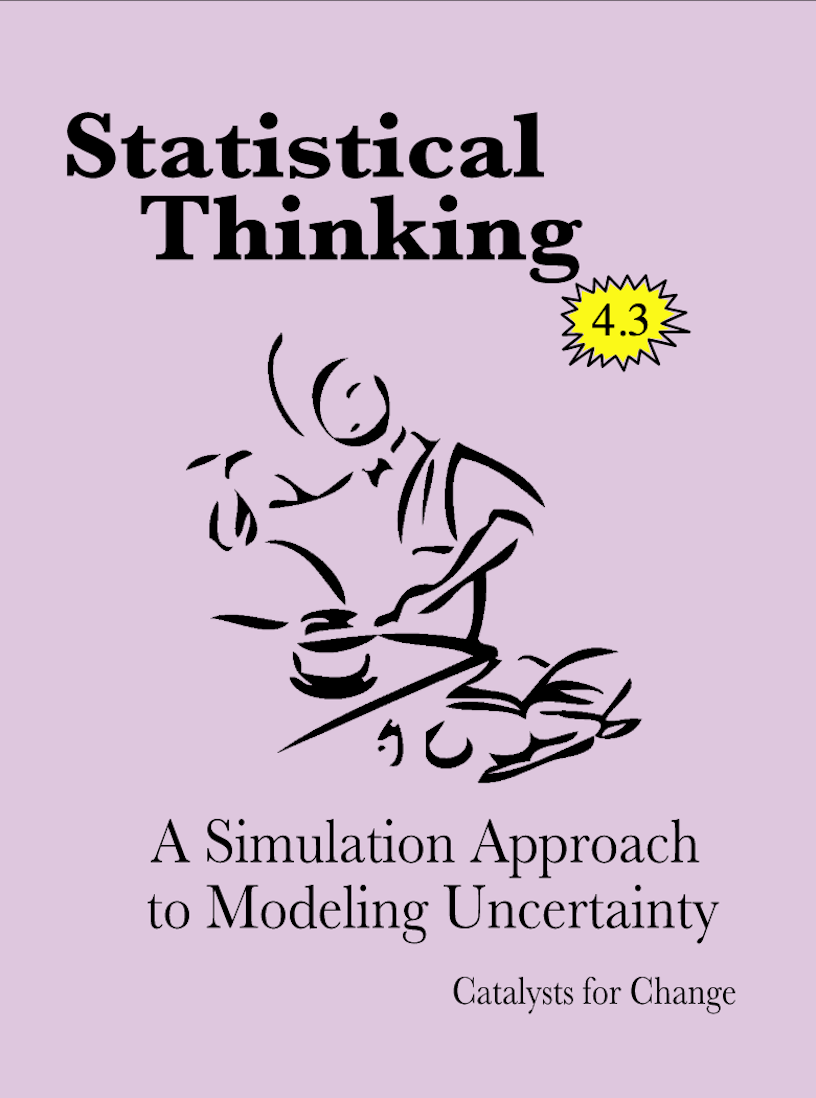 Statistical
Thinking
4.3
A Simulation Approach
to Modeling Uncertainty
Catalysts for Change